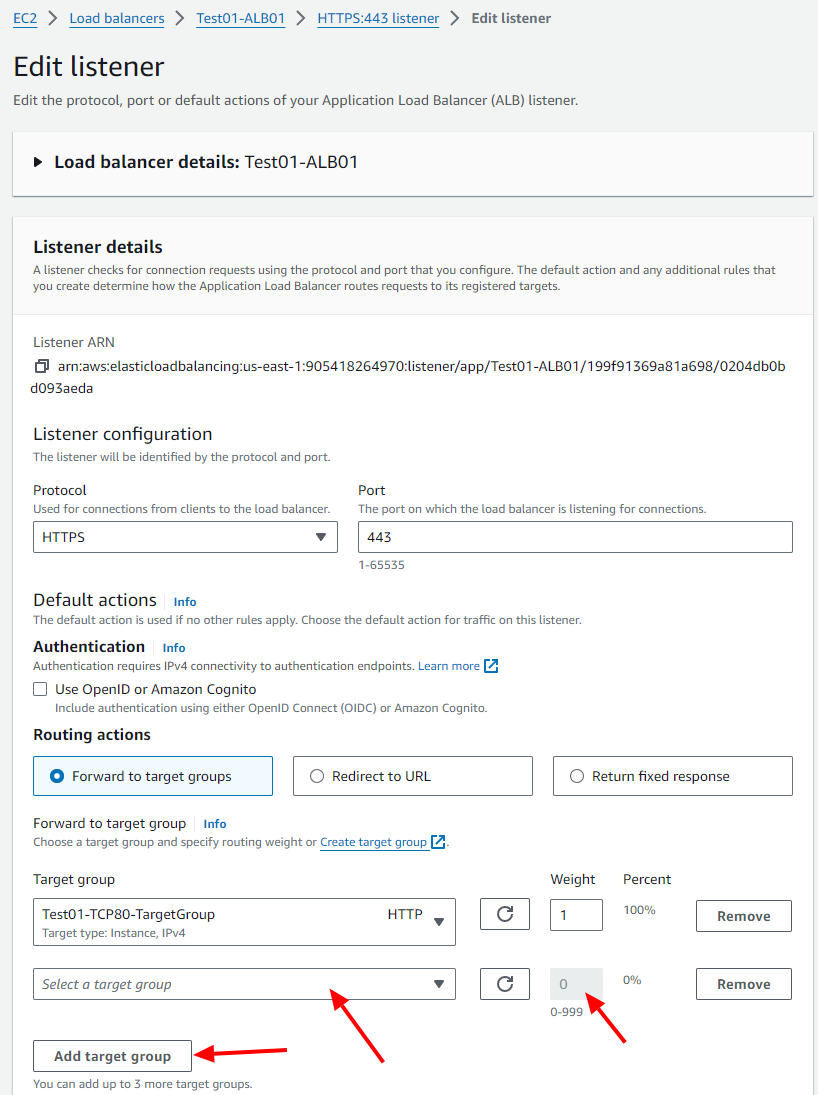 EC2 > Load balancers > Test01-ALB01 > HTTPS:443 listener > Edit listener
Edit listener
Edit the protocol, port or default actions of your Application Load Balancer (ALB) listener.
Load balancer details: Test01-ALB01
Listener details
A listener checks for connection requests using the protocol and port that you configure. The default action and any additional rules that
you create determine how the Application Load Balancer routes requests to its registered targets.
Listener ARN
arn:aws:elasticloadbalancing:us-east-1:905418264970:listener/app/Test01-ALB01/199f91369a81a698/0204db0b
d093aeda
Listener configuration
The listener will be identified by the protocol and port.
Protocol
Used for connections from clients to the load balancer.
HTTPS
Port
The port on which the load balancer is listening for connections.
443
1-65535
Default actions Info
The default action is used if no other rules apply. Choose the default action for traffic on this listener.
Authentication Info
Authentication requires IPv4 connectivity to authentication endpoints. Learn more
Use OpenID or Amazon Cognito
Include authentication using either OpenID Connect (OIDC) or Amazon Cognito.
Routing actions
Forward to target groups
Redirect to URL
Return fixed response
Forward to target group Info
Choose a target group and specify routing weight or Create target group.
Target group Weight Percent
Test01-TCP80-TargetGroup HTTP
Target type: Instance, IPv4
1 100% Remove
Select a target group 0 0% Remove
0-999
Add target group
You can add up to 3 more target groups.